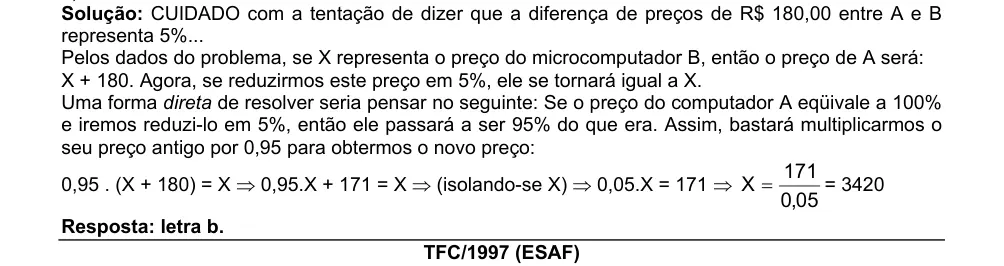 Solução: CUIDADO com a tentação de dizer que a diferença de preços de R$ 180,00 entre A e B
representa 5%...
Pelos dados do problema, se X representa o preço do microcomputador B, então o preço de A será:
X + 180. Agora, se reduzirmos este preço em 5%, ele se tornará igual a X.
Uma forma direta de resolver seria pensar no seguinte: Se o preço do computador A eqüivale a 100%
e iremos reduzi-lo em 5%, então ele passará a ser 95% do que era. Assim, bastará multiplicarmos o
seu preço antigo por 0,95 para obtermos o novo preço:
0,95 . (X + 180) = X ⇒ 0,95.X + 171 = X ⇒ (isolando-se X) ⇒ 0,05.X = 171 ⇒ X = 171/0,05 = 3420
Resposta: letra b.
TFC/1997 (ESAF)